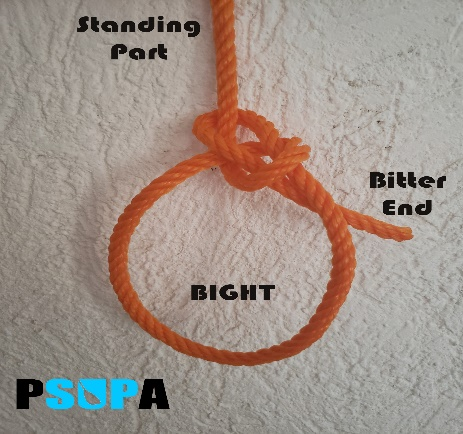 Standing
Part
Bitter
End
BIGHT
PSUPA